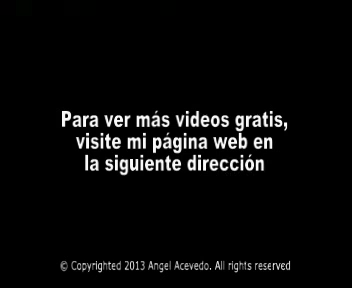 Para ver más videos gratis,
visite mi página web en
la siguiente dirección
© Copyrighted 2013 Angel Acevedo. All rights reserved